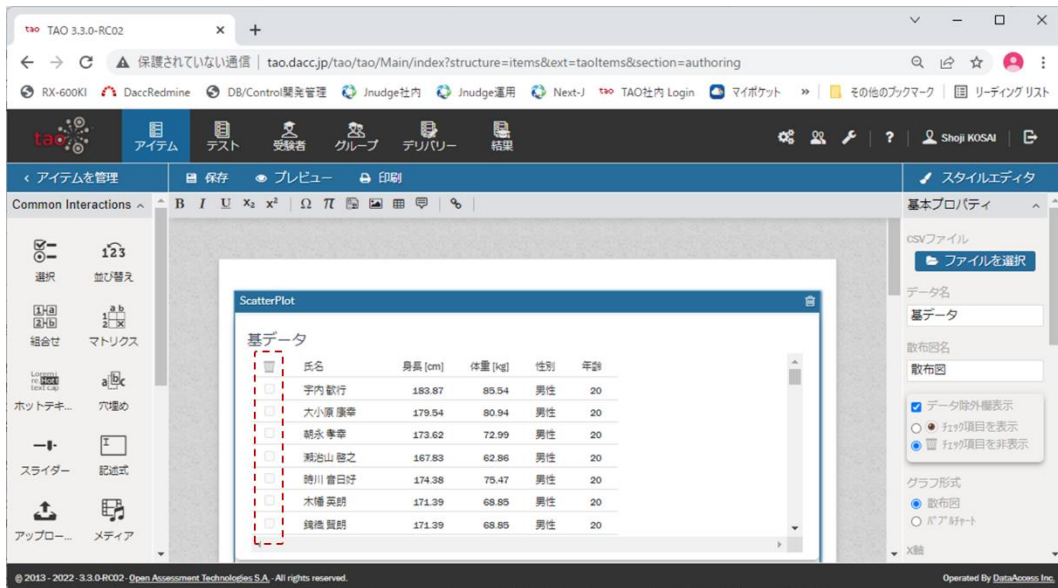 tao TAO 3.3.0-RC02
保護されていない通信 | tao.dacc.jp/tao/tao/Main/index?structure=items&ext=taoItems&section=authoring
RX-600KI DaccRedmine DB/Control開発管理 Jnudge社内 Jnudge運用 Next-J TAO社内 Login マイポケット » その他のブックマーク リーディング リスト
tao アイテム テスト 受験者 グループ デリバリー 結果 ? Shoji KOSAI
‹ アイテムを管理 保存 プレビュー 印刷 スタイルエディタ
Common Interactions B I U X₂ x² Ω π 基本プロパティ
CSVファイル
ファイルを選択
選択 並び替え
データ名
ScatterPlot
基データ
基データ
組合せ マトリクス
散布図名
散布図
氏名 身長 [cm] 体重 [kg] 性別 年齢
宇内 敏行 183.87 85.54 男性 20
大小原 康幸 179.54 80.94 男性 20
朝永 孝幸 173.62 72.99 男性 20
瀬治山 啓之 167.83 62.86 男性 20
時川 音日好 174.38 75.47 男性 20
木幡 英朗 171.39 68.85 男性 20
賢朗 171.39 68.85 男性 20
ホットテキ... 穴埋め
データ除外欄表示
チェック項目を表示
チェック項目を非表示
スライダー 記述式
グラフ形式
散布図
バブルチャート
アップロー... メディア
X軸
© 2013 - 2022 · 3.3.0-RC02 · Open Assessment Technologies S.A. · All rights reserved. Operated By DataAccess Inc.